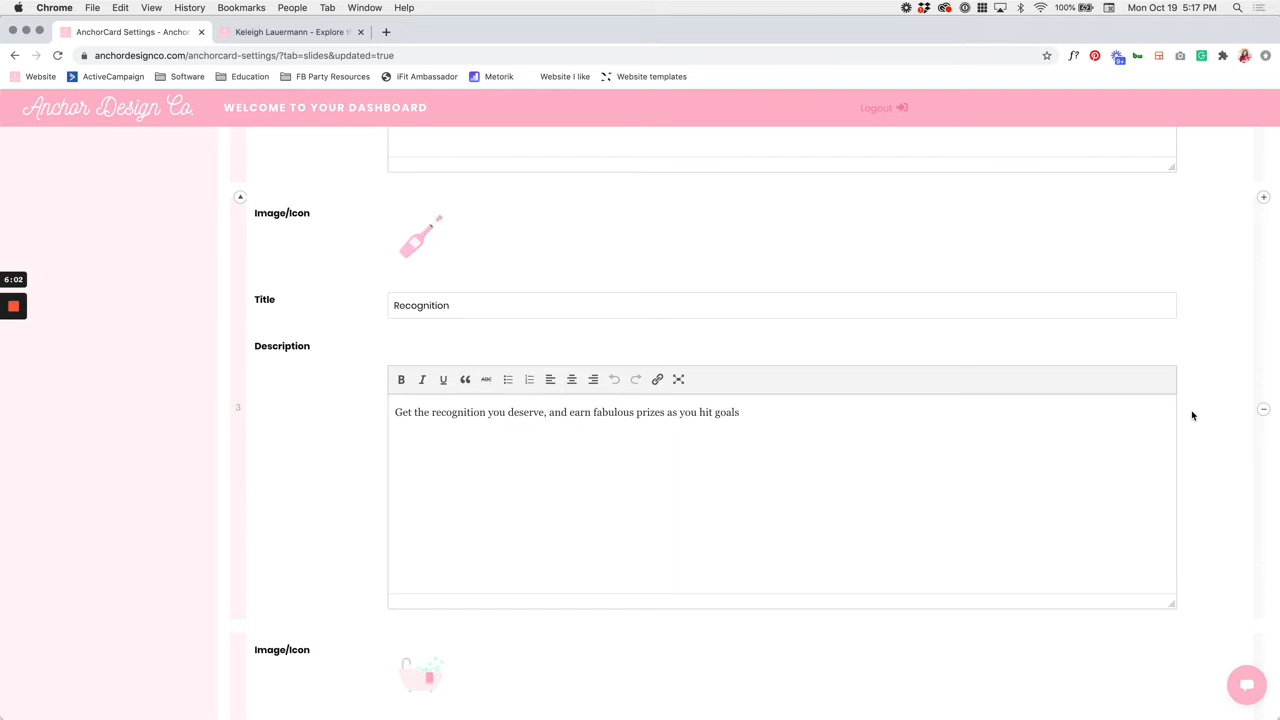 Chrome File Edit View History Bookmarks People Tab Window Help
100% Mon Oct 19 5:17 PM
AnchorCard Settings - Anchor
Keleigh Lauermann - Explore th
anchordesignco.com/anchorcard-settings/?tab=slides&updated=true
f?
9+
Website ActiveCampaign Software Education FB Party Resources iFit Ambassador Metorik Website I like Website templates
Anchor Design Co. WELCOME TO YOUR DASHBOARD Logout
Image/Icon
6:02
Title
Recognition
Description
B I U ABC
3
Get the recognition you deserve, and earn fabulous prizes as you hit goals
Image/Icon